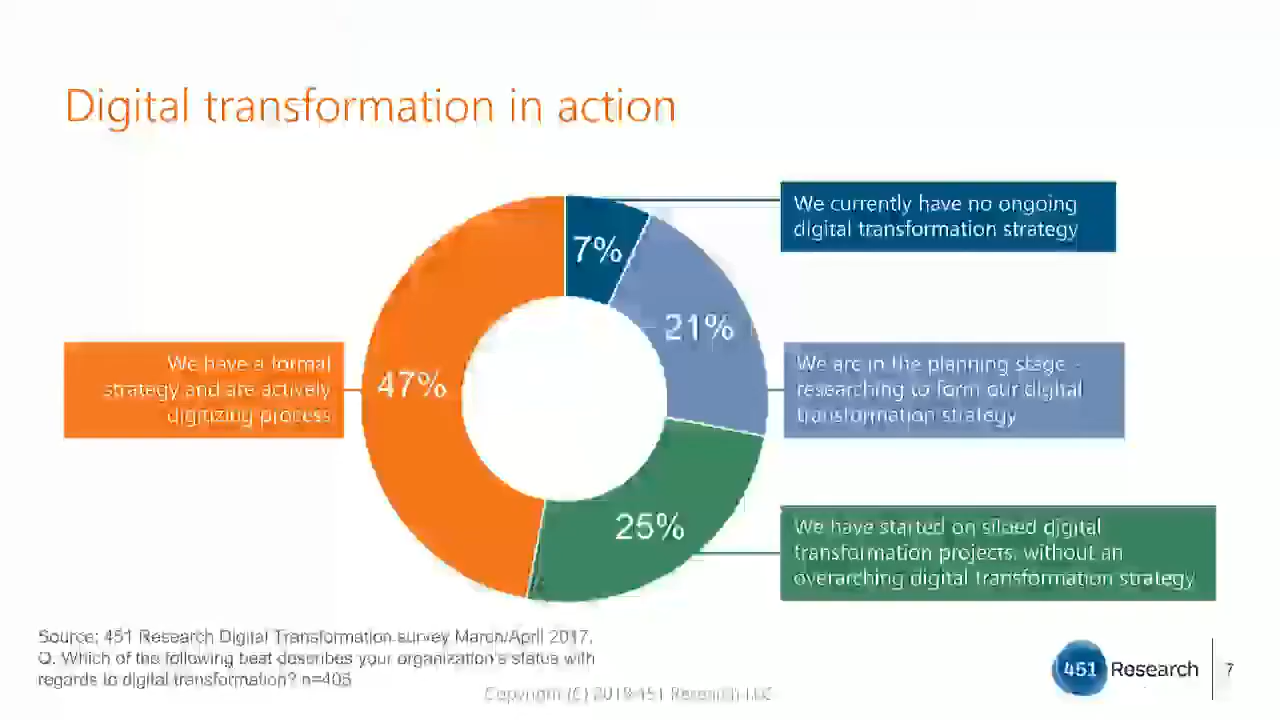 Digital transformation in action
We currently have no ongoing
digital transformation strategy
7%
21%
We are in the planning stage -
researching to form our digital
transformation strategy
We have a formal
strategy and are actively
digitizing process
47%
25%
We have started on siloed digital
transformation projects, without an
overarching digital transformation strategy
Source: 451 Research Digital Transformation survey March/April 2017.
Q. Which of the following best describes your organization's status with
regards to digital transformation?
Copyright (C) 451 Research LLC
451 Research
7